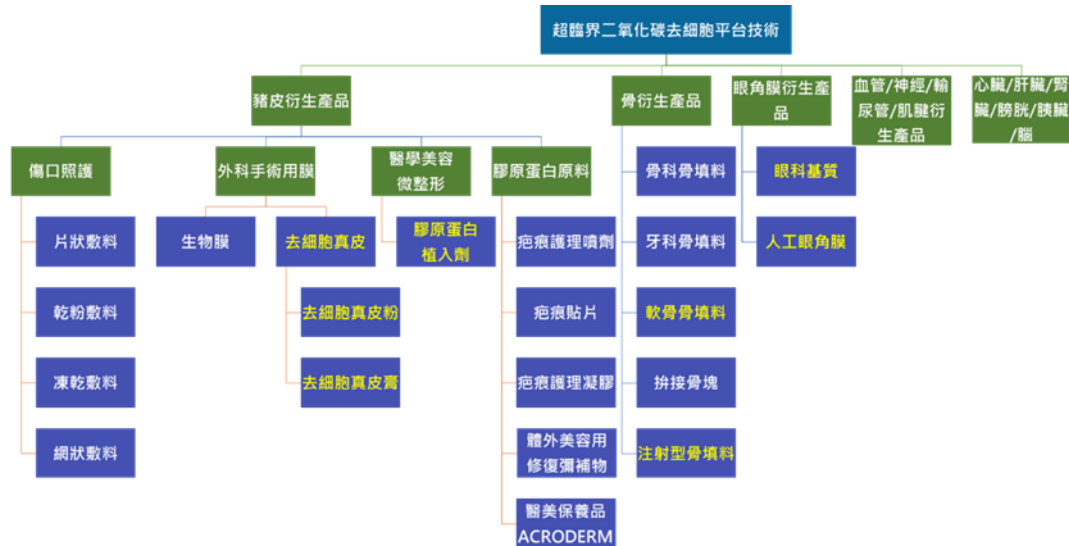 超臨界二氧化碳去細胞平台技術
豬皮衍生產品
骨衍生產品
眼角膜衍生產
品
血管/神經/輸
尿管/肌腱衍
生產品
心臟/肝臟/腎
臟/膀胱/胰臟
/腦
傷口照護
外科手術用膜
醫學美容
微整形
膠原蛋白原料
骨科骨填料
眼科基質
片狀敷料
生物膜
去細胞真皮
膠原蛋白
植入劑
疤痕護理噴劑
牙科骨填料
人工眼角膜
乾粉敷料
去細胞真皮粉
疤痕貼片
軟骨骨填料
凍乾敷料
去細胞真皮膏
疤痕護理凝膠
拚接骨塊
網狀敷料
體外美容用
修復彌補物
注射型骨填料
醫美保養品
ACRODERM